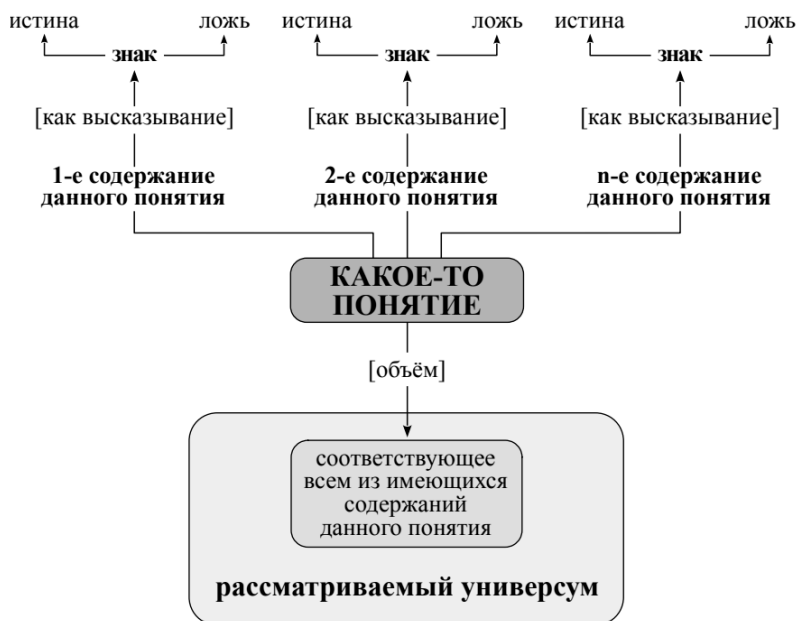 истина ложь истина ложь истина ложь
знак знак знак
[как высказывание] [как высказывание] [как высказывание]
1-е содержание 2-е содержание n-е содержание
данного понятия данного понятия данного понятия
КАКОЕ-ТО
ПОНЯТИЕ
[объём]
соответствующее
всем из имеющихся
содержаний
данного понятия
рассматриваемый универсум